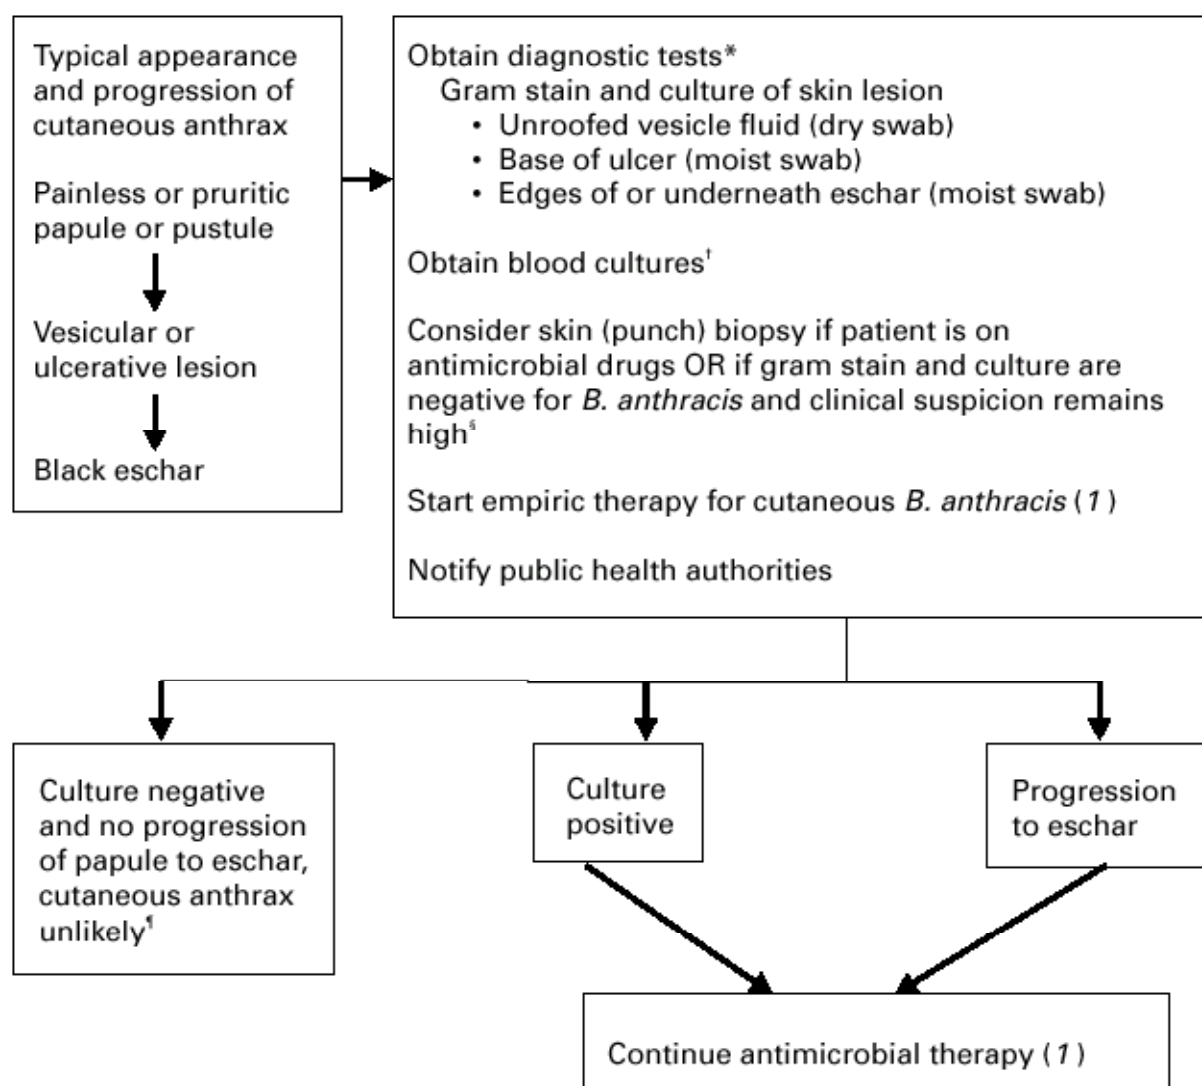 Typical appearance
and progression of
cutaneous anthrax
Painless or pruritic
papule or pustule
Vesicular or
ulcerative lesion
Black eschar
Obtain diagnostic tests*
Gram stain and culture of skin lesion
• Unroofed vesicle fluid (dry swab)
• Base of ulcer (moist swab)
• Edges of or underneath eschar (moist swab)
Obtain blood cultures†
Consider skin (punch) biopsy if patient is on
antimicrobial drugs OR if gram stain and culture are
negative for B. anthracis and clinical suspicion remains
high§
Start empiric therapy for cutaneous B. anthracis (1)
Notify public health authorities
Culture negative
and no progression
of papule to eschar,
cutaneous anthrax
unlikely¶
Culture
positive
Progression
to eschar
Continue antimicrobial therapy (1)